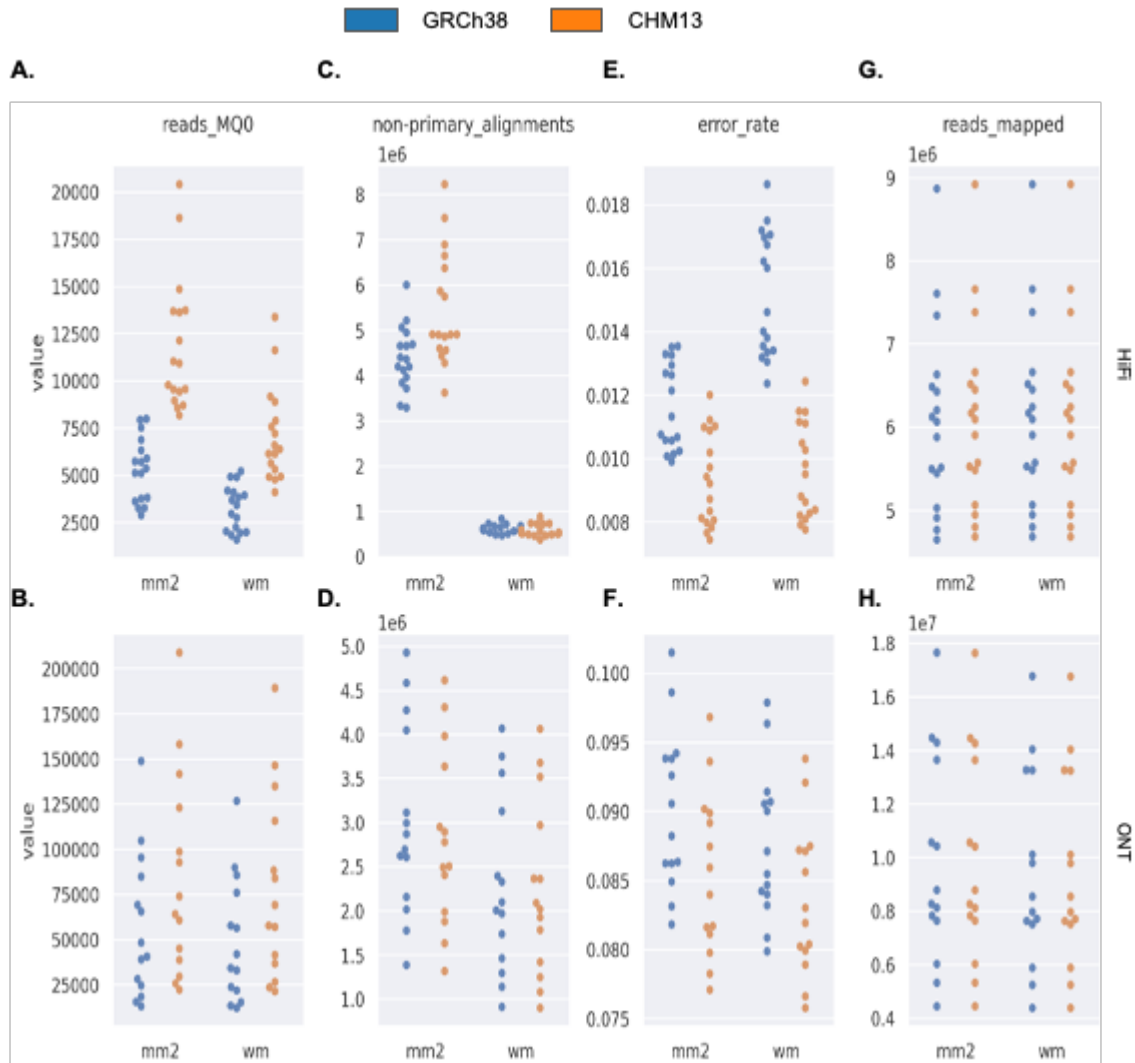 GRCh38 CHM13
A. C. E. G.
reads_MQ0 non-primary_alignments error_rate reads_mapped
1e6 1e6
20000 8 0.018 9
17500 7 0.016 8
15000 6 0.014 7
12500 5 0.012 6
10000 4 0.010 5
7500 3 0.008
5000 2
2500 1
0
value
HiFi
mm2 wm mm2 wm mm2 wm mm2 wm
B. D. F. H.
1e6 1e7
200000 5.0 0.100 1.8
175000 4.5 0.095 1.6
150000 4.0 0.090 1.4
125000 3.5 0.085 1.2
100000 3.0 0.080 1.0
75000 2.5 0.075 0.8
50000 2.0 0.6
25000 1.5 0.4
1.0
value
ONT
mm2 wm mm2 wm mm2 wm mm2 wm